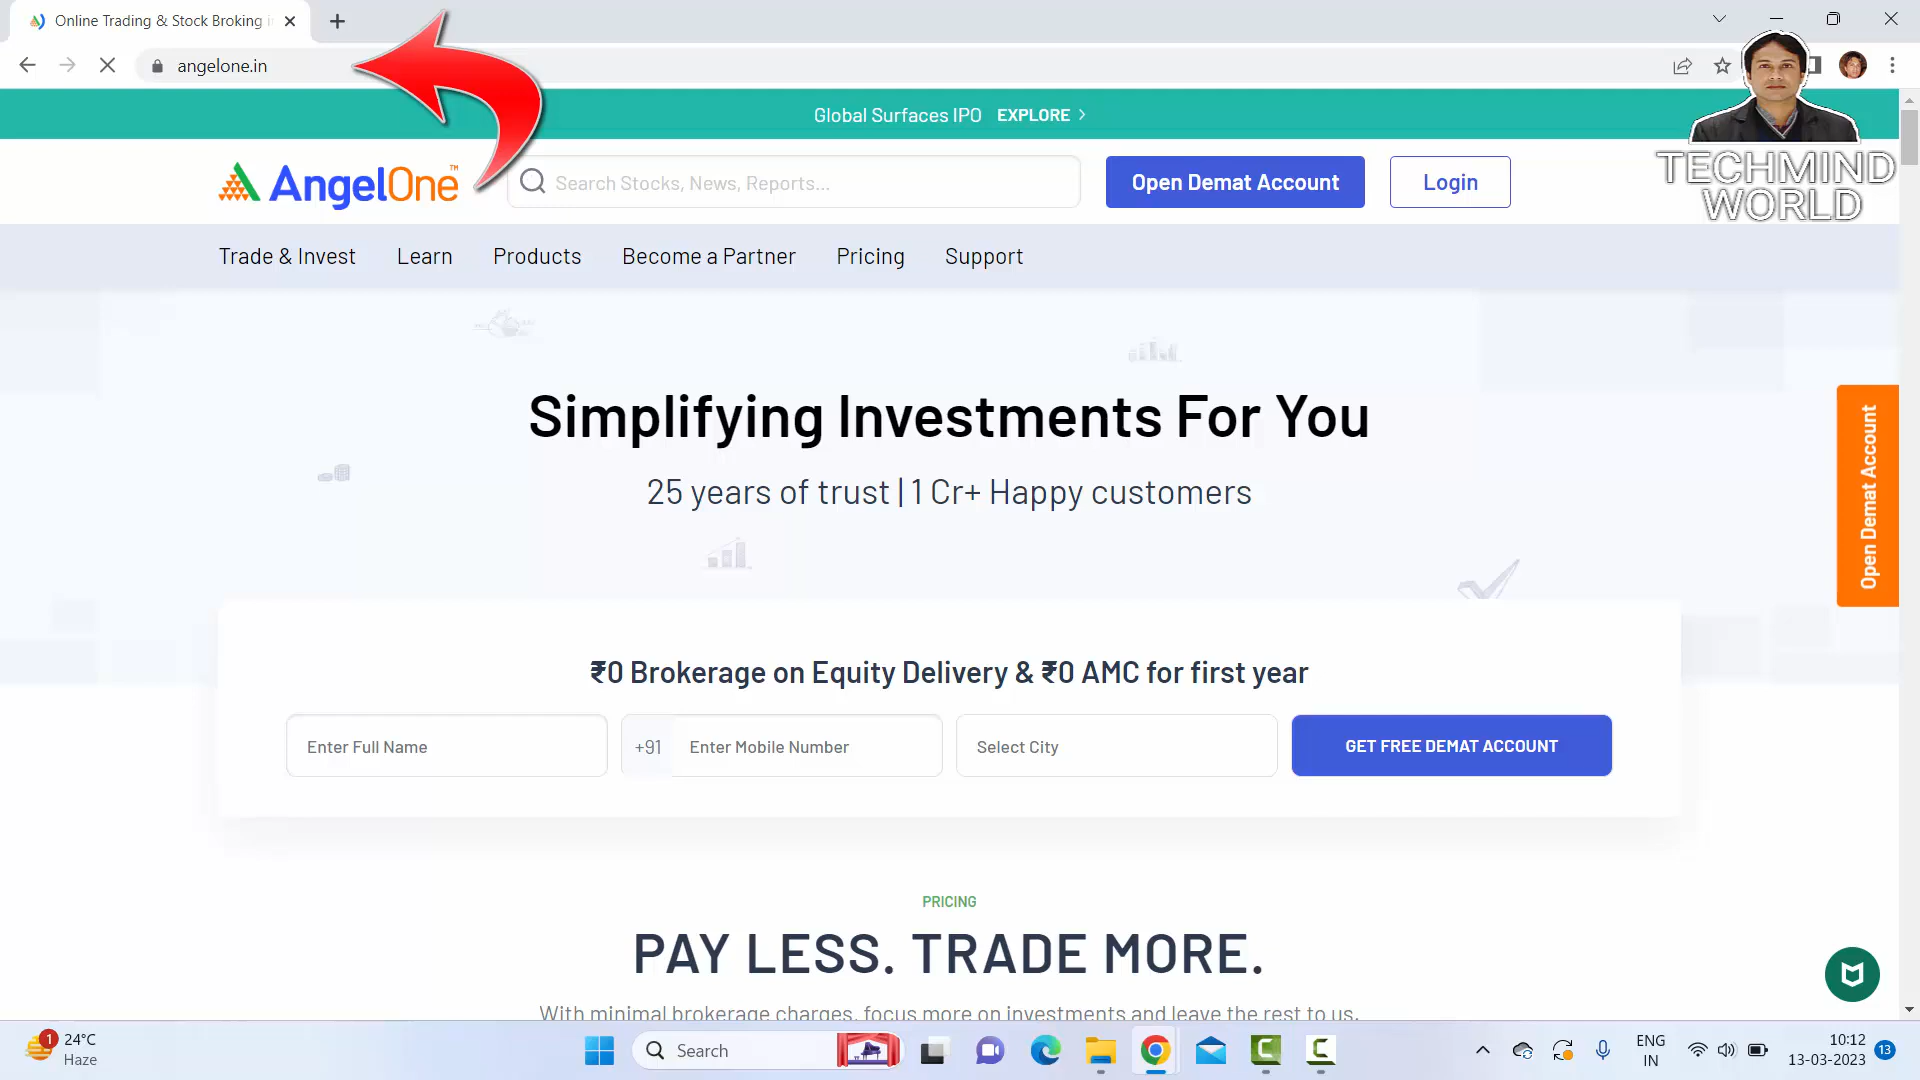 Online Trading & Stock Broking i
angelone.in
Global Surfaces IPO EXPLORE >
AngelOne™
Search Stocks, News, Reports...
Open Demat Account
Login
TECHMIND
WORLD
Trade & Invest
Learn
Products
Become a Partner
Pricing
Support
Simplifying Investments For You
25 years of trust | 1 Cr+ Happy customers
Open Demat Account
₹0 Brokerage on Equity Delivery & ₹0 AMC for first year
Enter Full Name
+91
Enter Mobile Number
Select City
GET FREE DEMAT ACCOUNT
PRICING
PAY LESS. TRADE MORE.
With minimal brokerage charges, focus more on investments and leave the rest to us.
1
24°C
Haze
Search
ENG
IN
10:12
13-03-2023
13